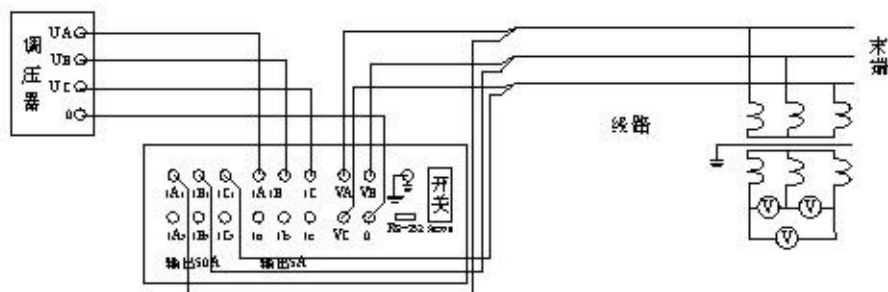 调压器
UA
UB
UC
0
末端
线路
IA₁ IB₁ IC₁ IA IB IC VA VB
开关
IA₂ IB₂ IC₂ Ia Ib Ic VC 0 RS-232
输出50A 输出5A
V V
V